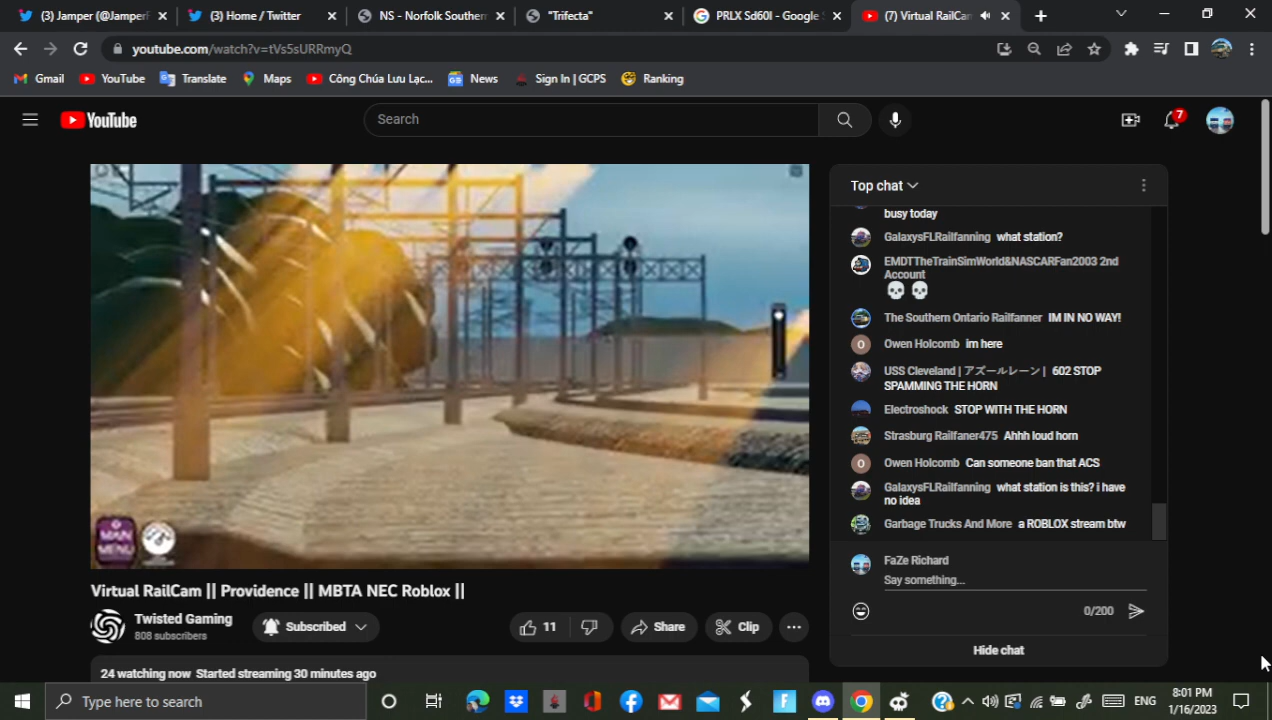 (3) Jamper (@JamperF
(3) Home / Twitter
NS - Norfolk Southern
"Trifecta"
PRLX Sd60I - Google S
(7) Virtual RailCam
youtube.com/watch?v=tVs5sURRmyQ
Gmail
YouTube
Translate
Maps
Công Chúa Lưu Lạc...
News
Sign In | GCPS
Ranking
YouTube
Search
7
Top chat
busy today
GalaxysFLRailfanning what station?
EMDTTheTrainSimWorld&NASCARFan2003 2nd
Account
The Southern Ontario Railfanner IM IN NO WAY!
Owen Holcomb im here
USS Cleveland | アズールレーン | 602 STOP
SPAMMING THE HORN
Electroshock STOP WITH THE HORN
Strasburg Railfaner475 Ahhh loud horn
Owen Holcomb Can someone ban that ACS
GalaxysFLRailfanning what station is this? i have
no idea
Garbage Trucks And More a ROBLOX stream btw
FaZe Richard
Say something...
0/200
Hide chat
MAIN
MENU
Virtual RailCam || Providence || MBTA NEC Roblox ||
Twisted Gaming
808 subscribers
Subscribed
11
Share
Clip
24 watching now Started streaming 30 minutes ago
Type here to search
ENG
8:01 PM
1/16/2023